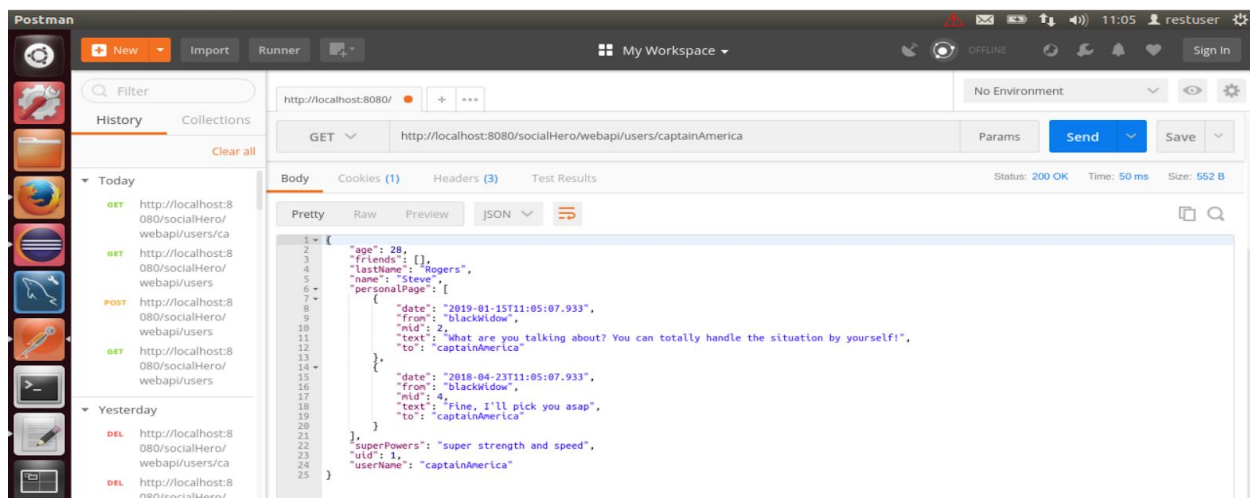 Postman
11:05 restuser
New Import Runner My Workspace OFFLINE Sign In
Filter
History Collections
Clear all
Today
GET http://localhost:8
080/socialHero/
webapi/users/ca
GET http://localhost:8
080/socialHero/
webapi/users
POST http://localhost:8
080/socialHero/
webapi/users
GET http://localhost:8
080/socialHero/
webapi/users
Yesterday
DEL http://localhost:8
080/socialHero/
webapi/users/ca
DEL http://localhost:8
080/socialHero/
http://localhost:8080/ + •••
No Environment
GET http://localhost:8080/socialHero/webapi/users/captainAmerica Params Send Save
Body Cookies (1) Headers (3) Test Results Status: 200 OK Time: 50 ms Size: 552 B
Pretty Raw Preview JSON
1 {
2 "age": 28,
3 "friends": [],
4 "lastName": "Rogers",
5 "name": "Steve",
6 "personalPage": [
7 {
8 "date": "2019-01-15T11:05:07.933",
9 "from": "blackWidow",
10 "mid": 2,
11 "text": "What are you talking about? You can totally handle the situation by yourself!",
12 "to": "captainAmerica"
13 },
14 {
15 "date": "2018-04-23T11:05:07.933",
16 "from": "blackWidow",
17 "mid": 4,
18 "text": "Fine, I'll pick you asap",
19 "to": "captainAmerica"
20 }
21 ],
22 "superPowers": "super strength and speed",
23 "uid": 1,
24 "userName": "captainAmerica"
25 }